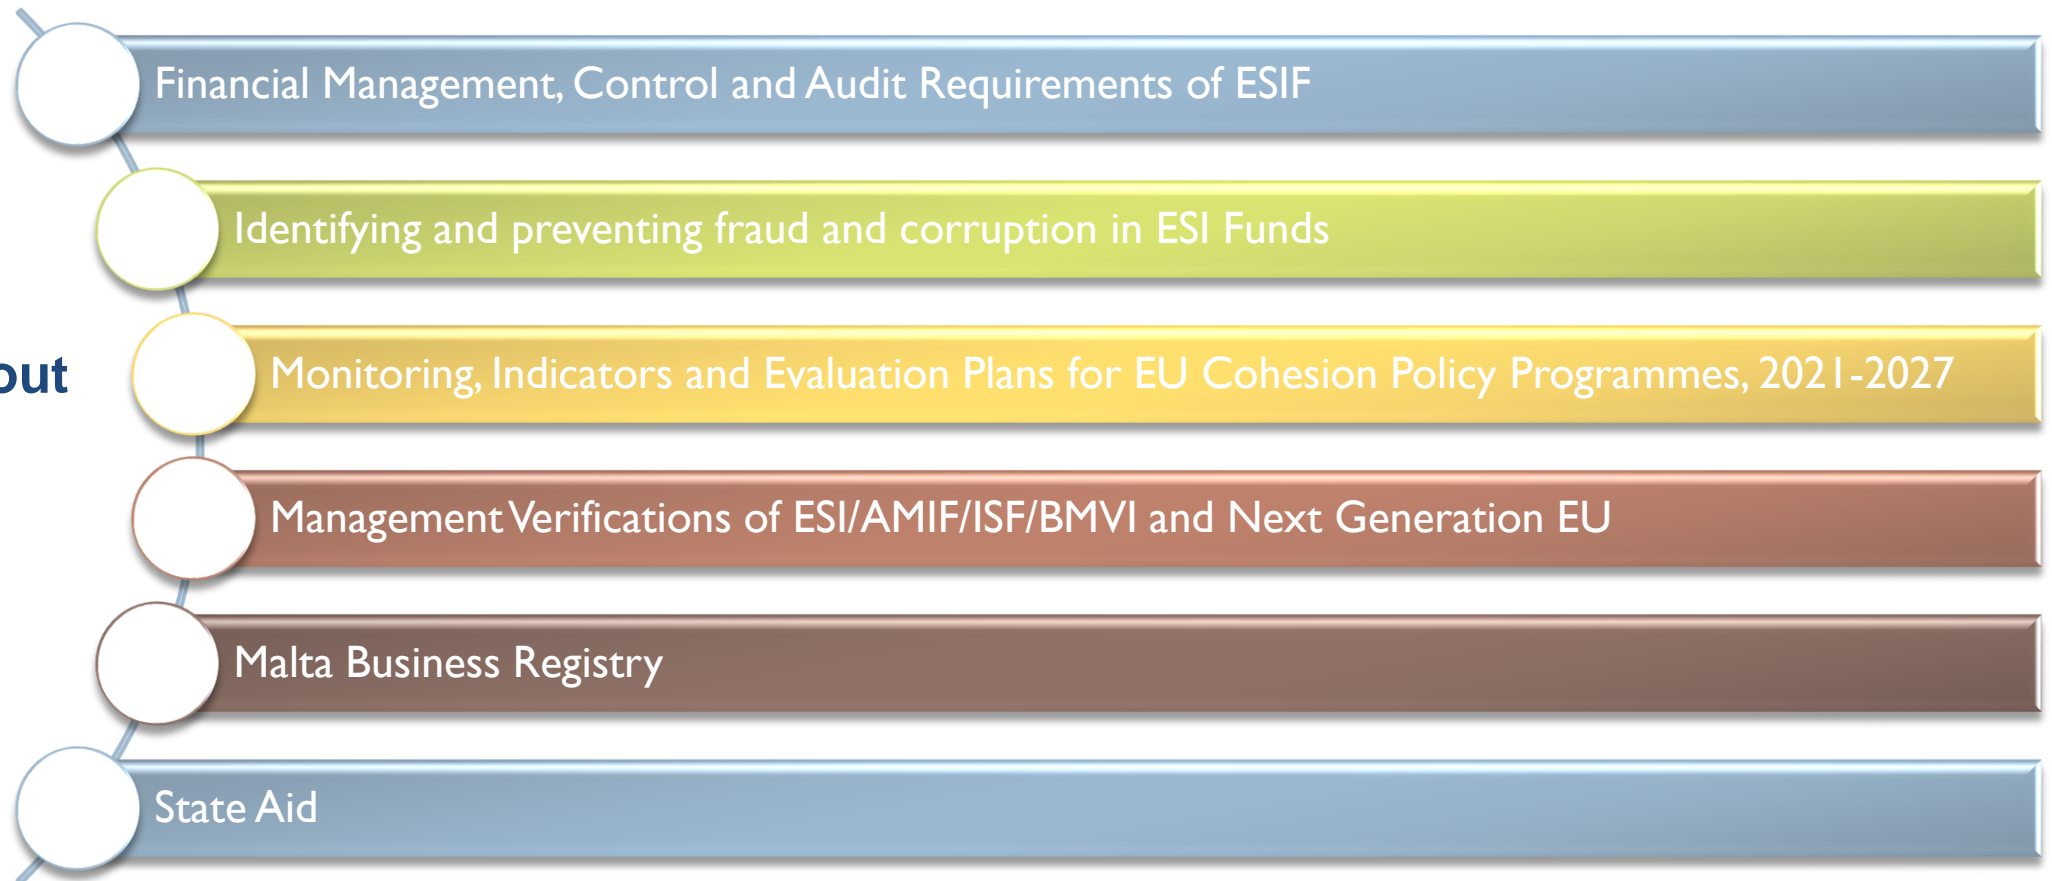 Financial Management, Control and Audit Requirements of ESIF
Identifying and preventing fraud and corruption in ESI Funds
out
Monitoring, Indicators and Evaluation Plans for EU Cohesion Policy Programmes, 2021-2027
Management Verifications of ESI/AMIF/ISF/BMVI and Next Generation EU
Malta Business Registry
State Aid